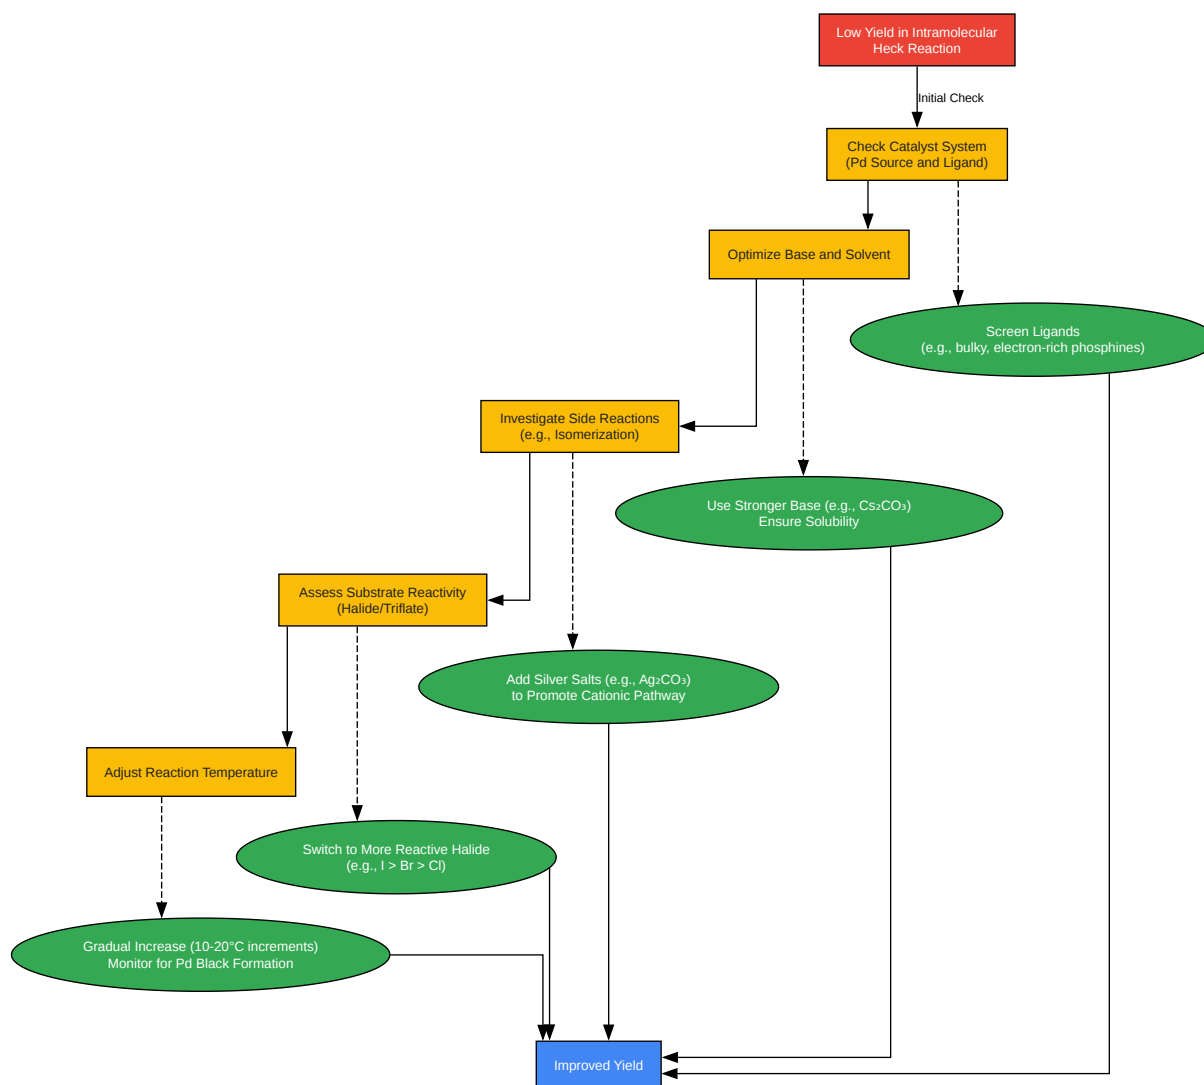 Low Yield in Intramolecular
Heck Reaction
Initial Check
Check Catalyst System
(Pd Source and Ligand)
Optimize Base and Solvent
Screen Ligands
(e.g., bulky, electron-rich phosphines)
Investigate Side Reactions
(e.g., Isomerization)
Use Stronger Base (e.g., Cs₂CO₃)
Ensure Solubility
Assess Substrate Reactivity
(Halide/Triflate)
Add Silver Salts (e.g., Ag₂CO₃)
to Promote Cationic Pathway
Adjust Reaction Temperature
Switch to More Reactive Halide
(e.g., I > Br > Cl)
Gradual Increase (10-20°C increments)
Monitor for Pd Black Formation
Improved Yield